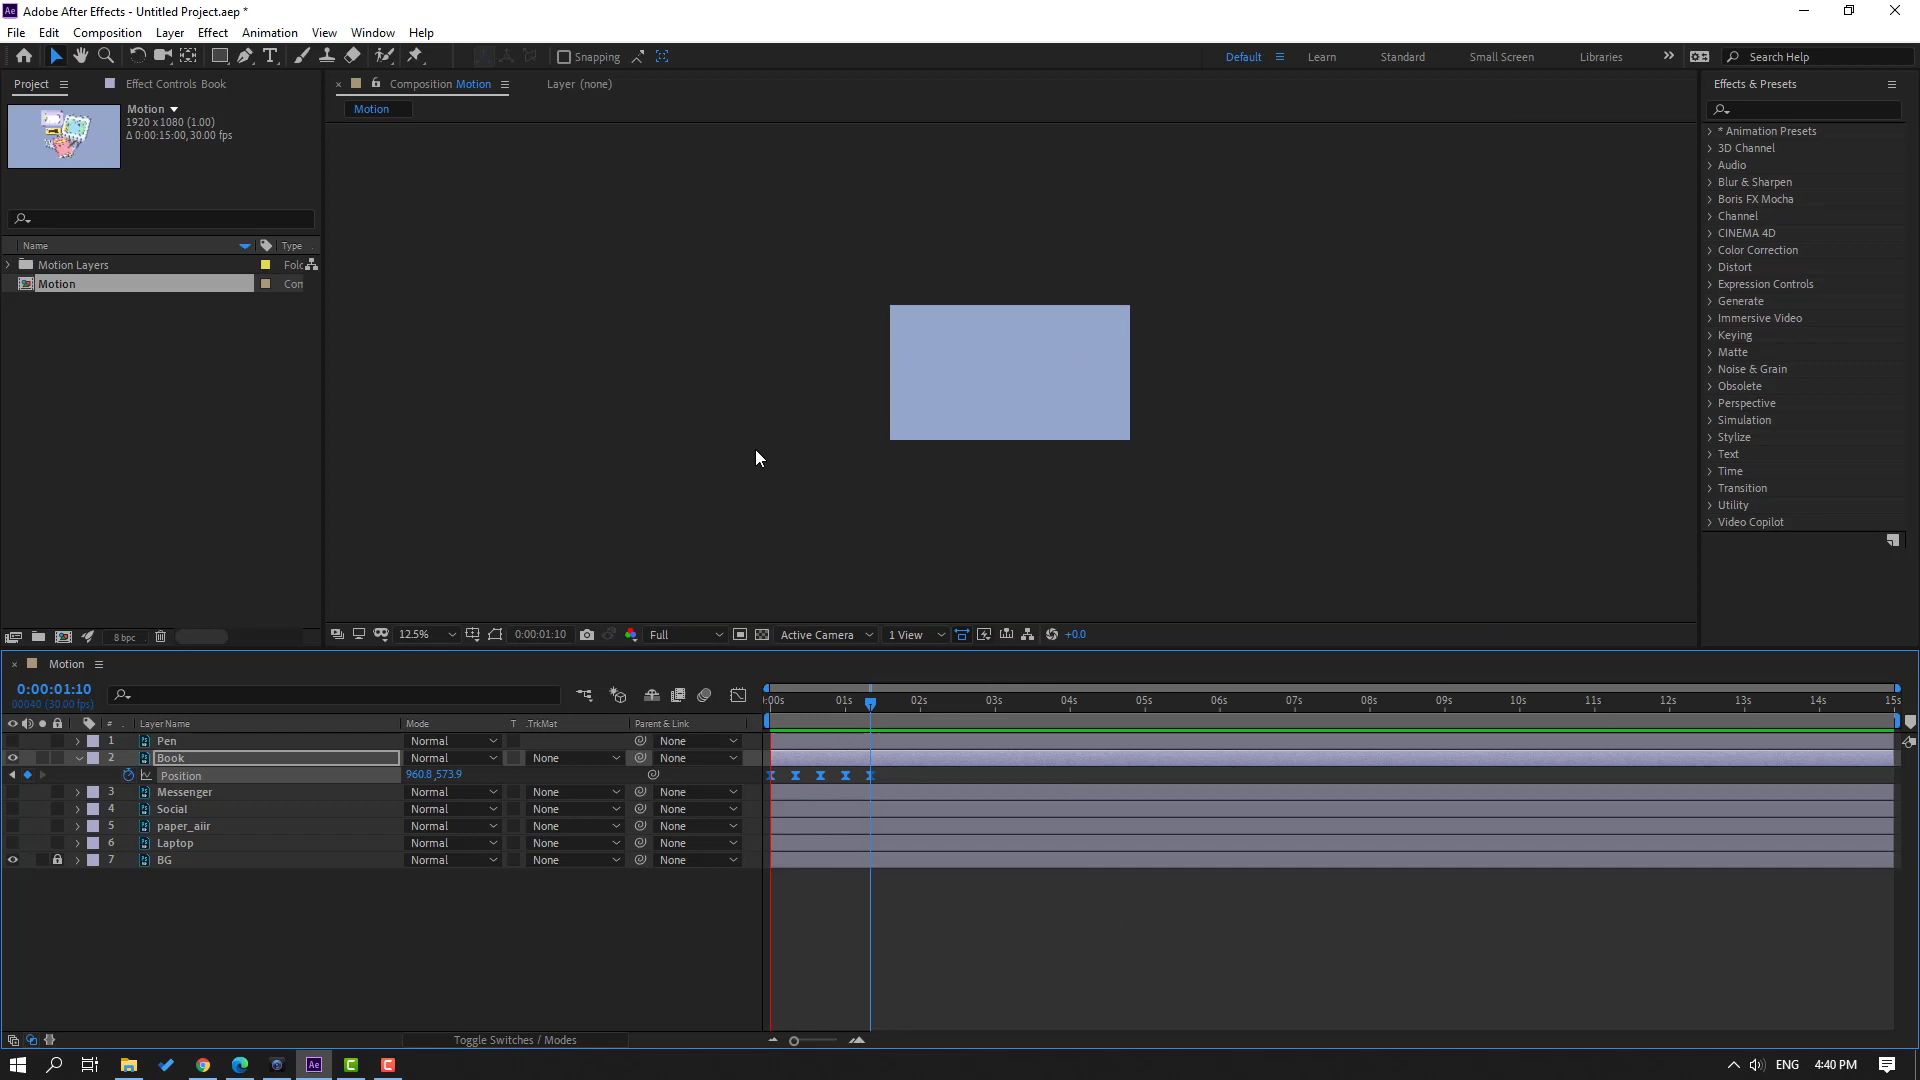 Adobe After Effects - Untitled Project.aep *
File Edit Composition Layer Effect Animation View Window Help
Snapping Default Learn Standard Small Screen Libraries Search Help
Project Effect Controls Book Composition Motion Layer (none) Effects & Presets
Motion
1920 x 1080 (1.00)
Δ 0:00:15:00, 30.00 fps
Motion
Name Type
Motion Layers Folc
Motion Con
* Animation Presets
3D Channel
Audio
Blur & Sharpen
Boris FX Mocha
Channel
CINEMA 4D
Color Correction
Distort
Expression Controls
Generate
Immersive Video
Keying
Matte
Noise & Grain
Obsolete
Perspective
Simulation
Stylize
Text
Time
Transition
Utility
Video Copilot
8 bpc 12.5% 0:00:01:10 Full Active Camera 1 View +0.0
Motion
0:00:01:10
00040 (30.00 fps)
:00s 01s 02s 03s 04s 05s 06s 07s 08s 09s 10s 11s 12s 13s 14s 15s
# Layer Name Mode T .TrkMat Parent & Link
1 Pen Normal None
2 Book Normal None None
Position 960.8,573.9
3 Messenger Normal None None
4 Social Normal None None
5 paper_aiir Normal None None
6 Laptop Normal None None
7 BG Normal None None
Toggle Switches / Modes
Ae ENG 4:40 PM